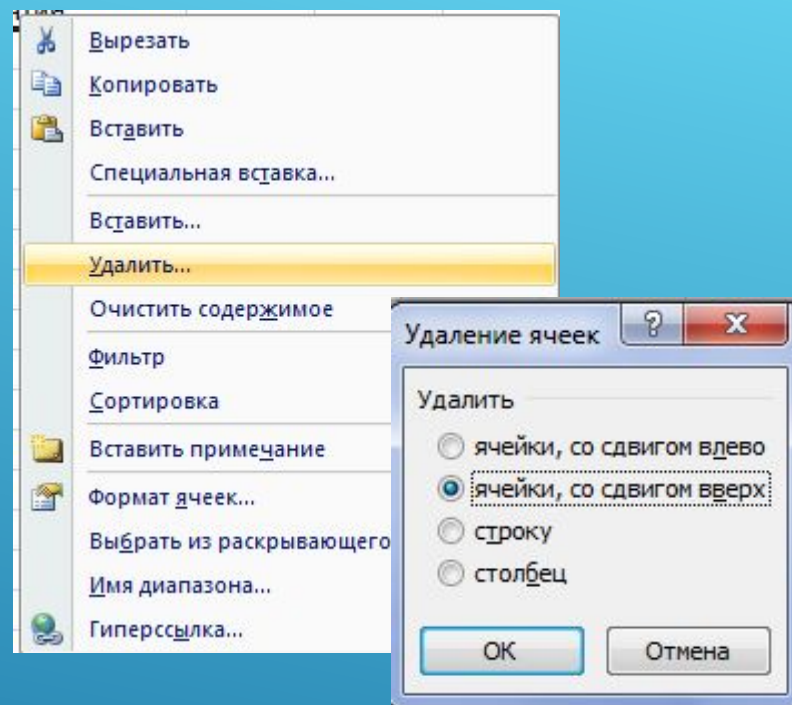 Вырезать
Копировать
Вставить
Специальная вставка...
Вставить...
Удалить...
Очистить содержимое
Фильтр
Сортировка
Вставить примечание
Формат ячеек...
Выбрать из раскрывающего
Имя диапазона...
Гиперссылка...
Удаление ячеек
Удалить
ячейки, со сдвигом влево
ячейки, со сдвигом вверх
строку
столбец
ОК
Отмена